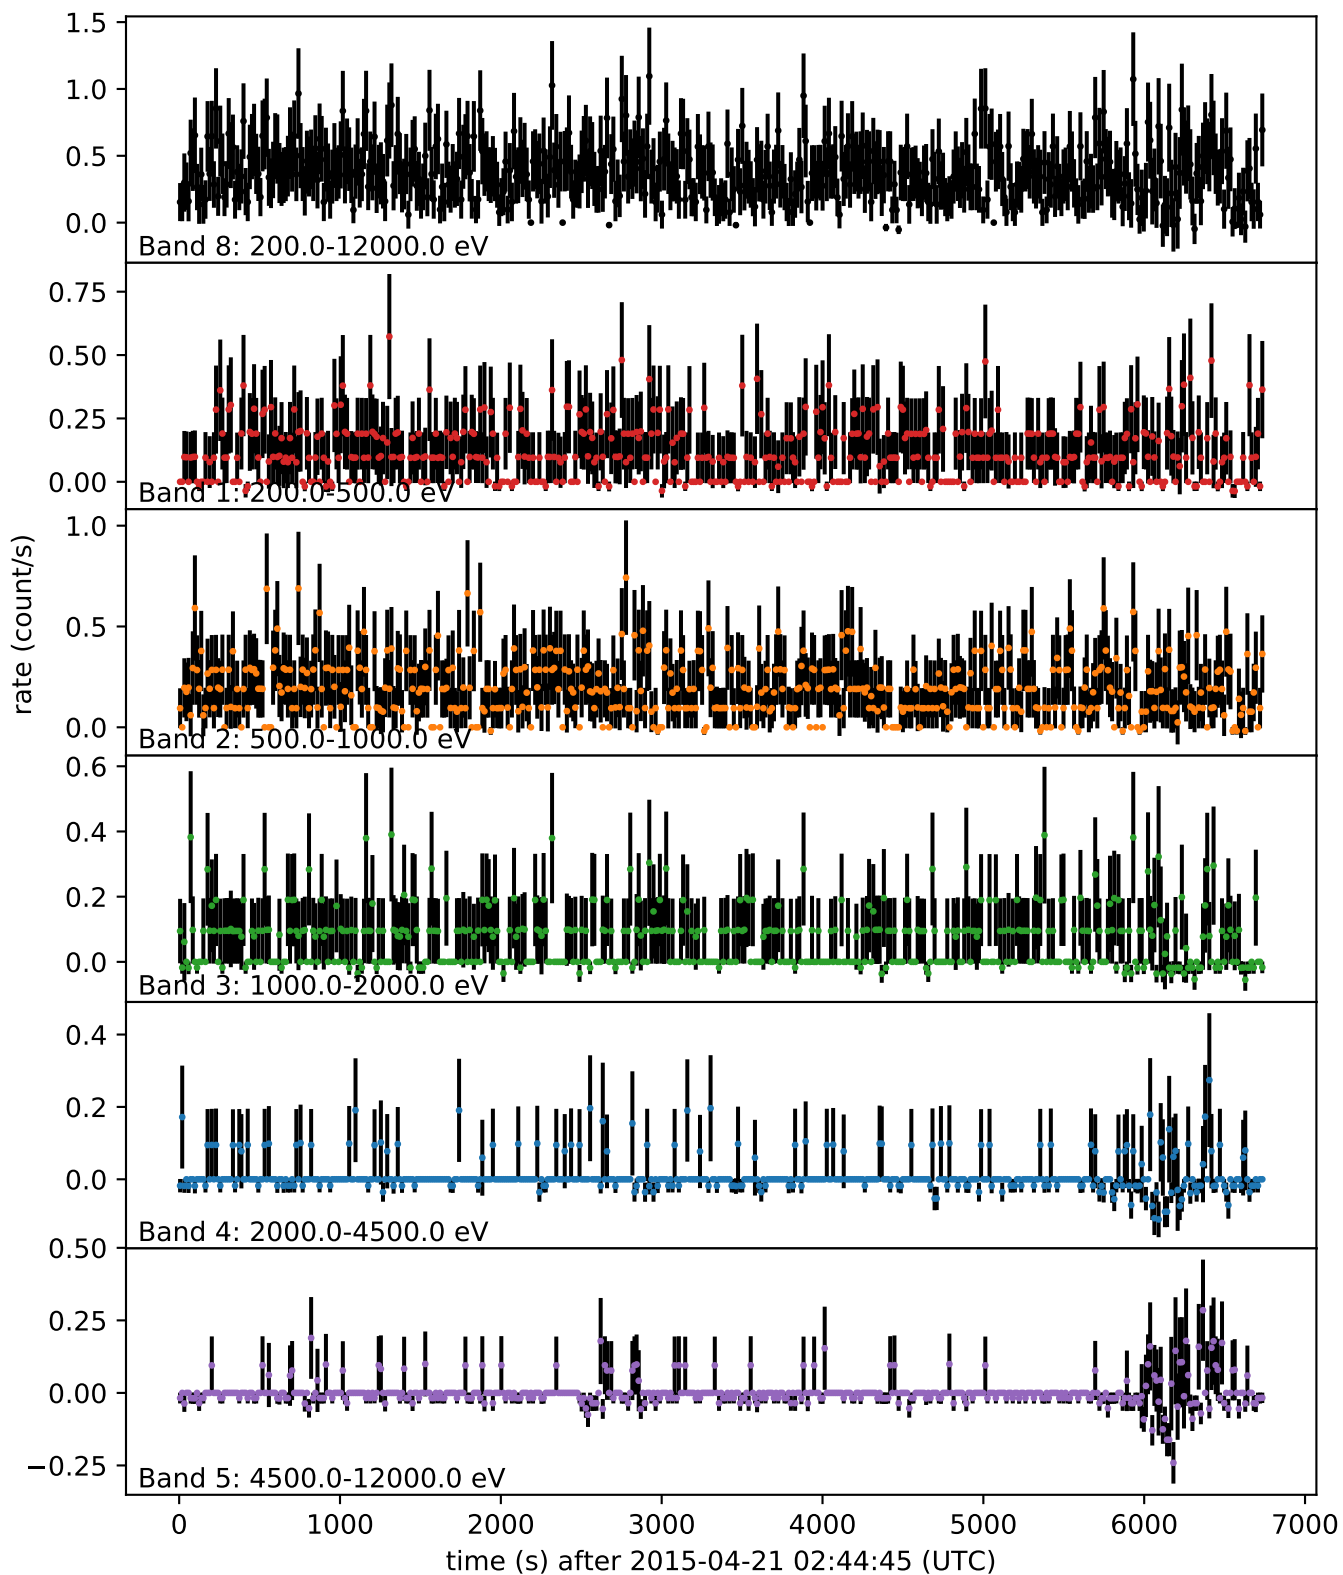 1.5
1.0
0.5
0.0
Band 8: 200.0-12000.0 eV
0.75
0.50
0.25
0.00
Band 1: 200.0-500.0 eV
1.0
0.5
0.0
Band 2: 500.0-1000.0 eV
rate (count/s)
0.6
0.4
0.2
0.0
Band 3: 1000.0-2000.0 eV
0.4
0.2
0.0
Band 4: 2000.0-4500.0 eV
0.50
0.25
0.00
−0.25
Band 5: 4500.0-12000.0 eV
0 1000 2000 3000 4000 5000 6000 7000
time (s) after 2015-04-21 02:44:45 (UTC)